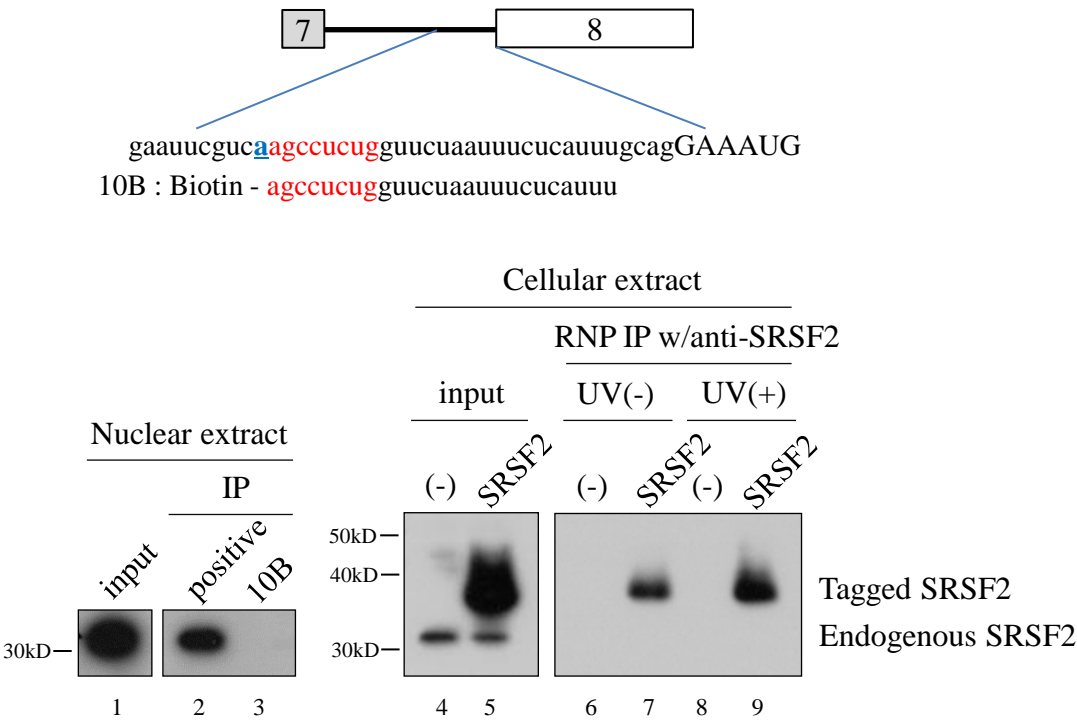 7 8
gaauucgucaagccucugguucuaauuucucauuugcagGAAAUG
10B : Biotin - agccucugguucuaauuucucauuu
Cellular extract
RNP IP w/anti-SRSF2
input UV(-) UV(+)
Nuclear extract
IP
(-) SRSF2 (-) SRSF2 (-) SRSF2
input positive 10B
50kD
40kD
30kD
30kD
Tagged SRSF2
Endogenous SRSF2
1 2 3 4 5 6 7 8 9